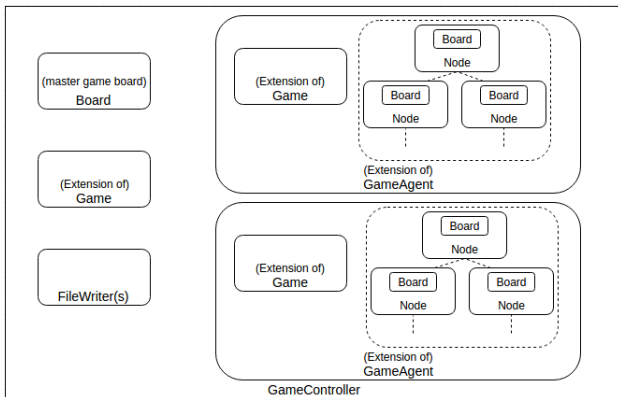 (master game board)
Board
(Extension of)
Game
FileWriter(s)
(Extension of)
Game
Board
Node
Board
Node
Board
Node
(Extension of)
GameAgent
(Extension of)
Game
Board
Node
Board
Node
Board
Node
(Extension of)
GameAgent
GameController